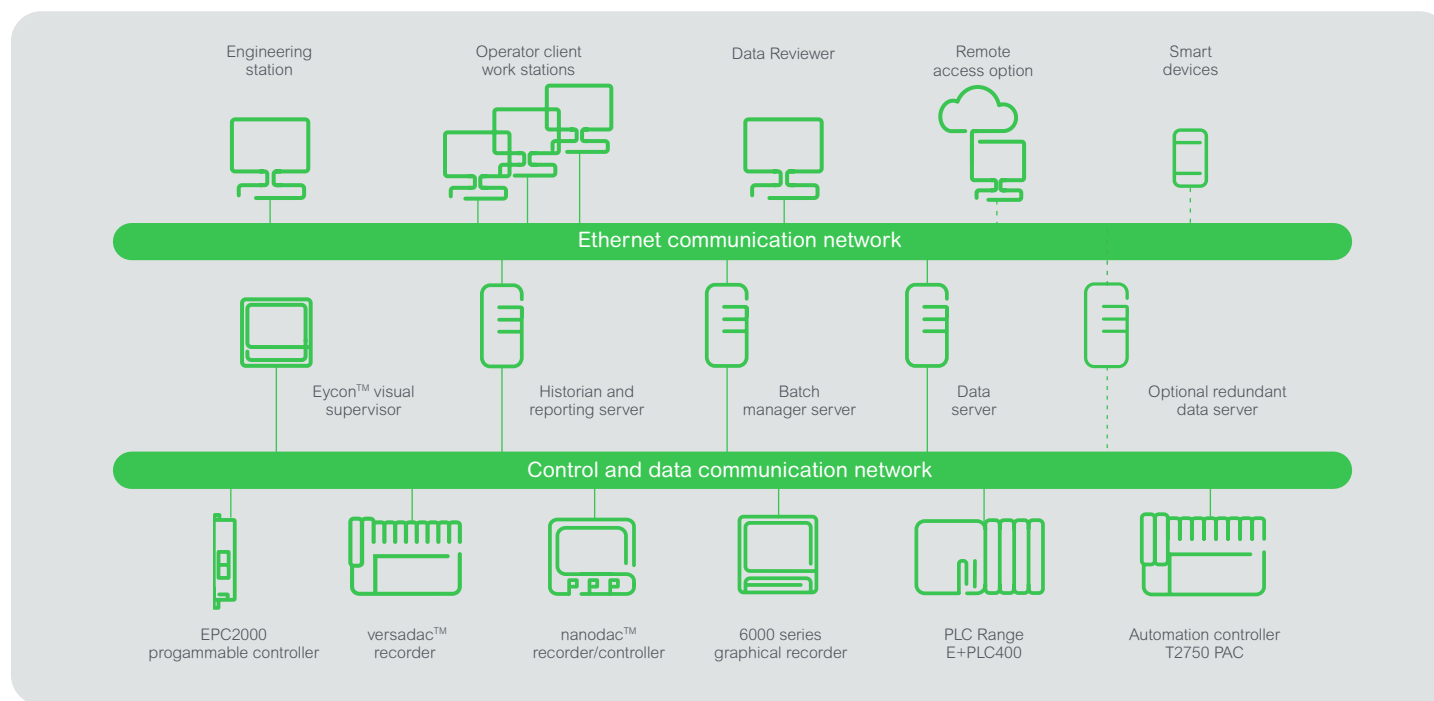 Engineering
station
Operator client
work stations
Data Reviewer
Remote
access option
Smart
devices
Ethernet communication network
Eycon™ visual
supervisor
Historian and
reporting server
Batch
manager server
Data
server
Optional redundant
data server
Control and data communication network
EPC2000
progammable controller
versadac™
recorder
nanodac™
recorder/controller
6000 series
graphical recorder
PLC Range
E+PLC400
Automation controller
T2750 PAC